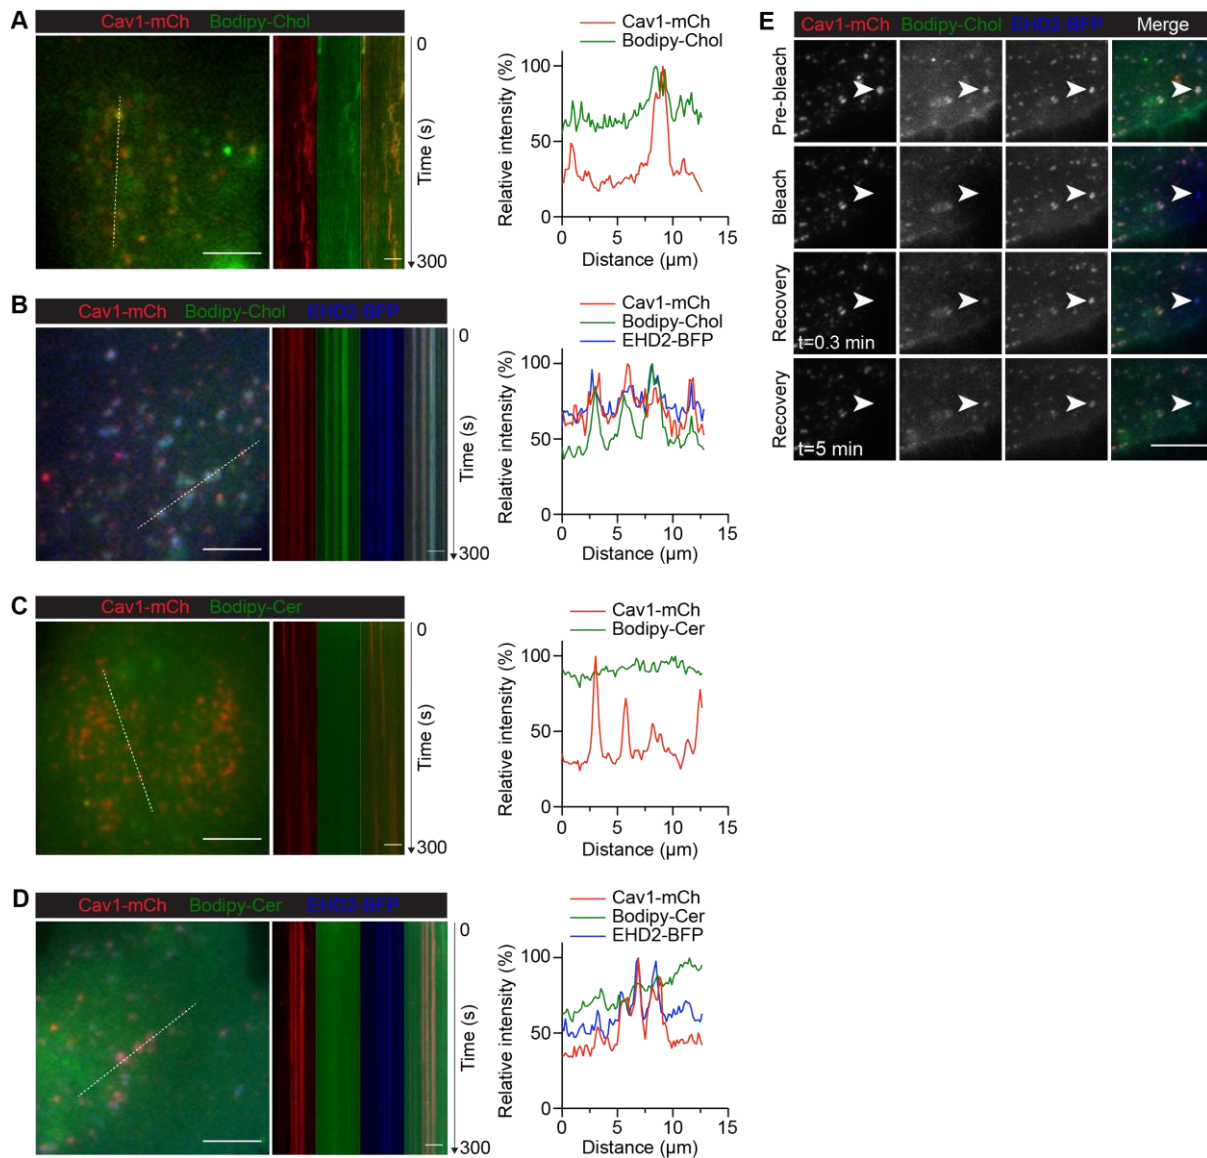 A
Cav1-mCh Bodipy-Chol
0
Time (s)
300
Cav1-mCh
Bodipy-Chol
Relative intensity (%)
100
50
0
0 5 10 15
Distance (µm)
B
Cav1-mCh Bodipy-Chol EHD2-BFP
0
Time (s)
300
Cav1-mCh
Bodipy-Chol
EHD2-BFP
Relative intensity (%)
100
50
0
0 5 10 15
Distance (µm)
C
Cav1-mCh Bodipy-Cer
0
Time (s)
300
Cav1-mCh
Bodipy-Cer
Relative intensity (%)
100
50
0
0 5 10 15
Distance (µm)
D
Cav1-mCh Bodipy-Cer EHD2-BFP
0
Time (s)
300
Cav1-mCh
Bodipy-Cer
EHD2-BFP
Relative intensity (%)
100
50
0
0 5 10 15
Distance (µm)
E
Cav1-mCh Bodipy-Chol EHD2-BFP Merge
Pre-bleach
Bleach
Recovery
t=0.3 min
Recovery
t=5 min